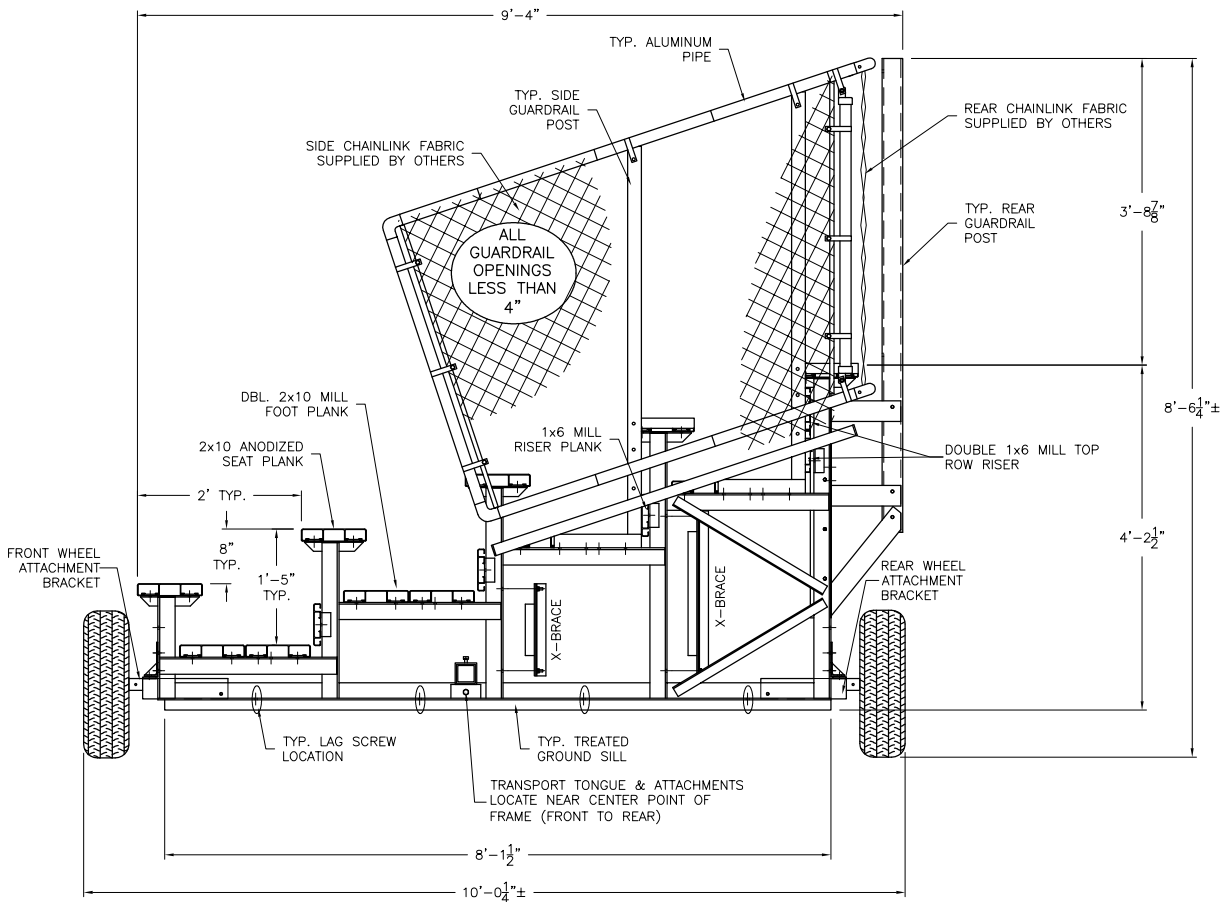 9'-4"
TYP. ALUMINUM
PIPE
TYP. SIDE
GUARDRAIL
POST
REAR CHAINLINK FABRIC
SUPPLIED BY OTHERS
SIDE CHAINLINK FABRIC
SUPPLIED BY OTHERS
3'-8 7/8"
TYP. REAR
GUARDRAIL
POST
ALL
GUARDRAIL
OPENINGS
LESS THAN
4"
DBL. 2x10 MILL
FOOT PLANK
8'-6 1/4"±
1x6 MILL
RISER PLANK
2x10 ANODIZED
SEAT PLANK
DOUBLE 1x6 MILL TOP
ROW RISER
2' TYP.
4'-2 1/2"
FRONT WHEEL
ATTACHMENT
BRACKET
8"
TYP.
1'-5"
TYP.
REAR WHEEL
ATTACHMENT
BRACKET
X-BRACE
X-BRACE
TYP. LAG SCREW
LOCATION
TYP. TREATED
GROUND SILL
TRANSPORT TONGUE & ATTACHMENTS
LOCATE NEAR CENTER POINT OF
FRAME (FRONT TO REAR)
8'-1 1/2"
10'-0 1/4"±